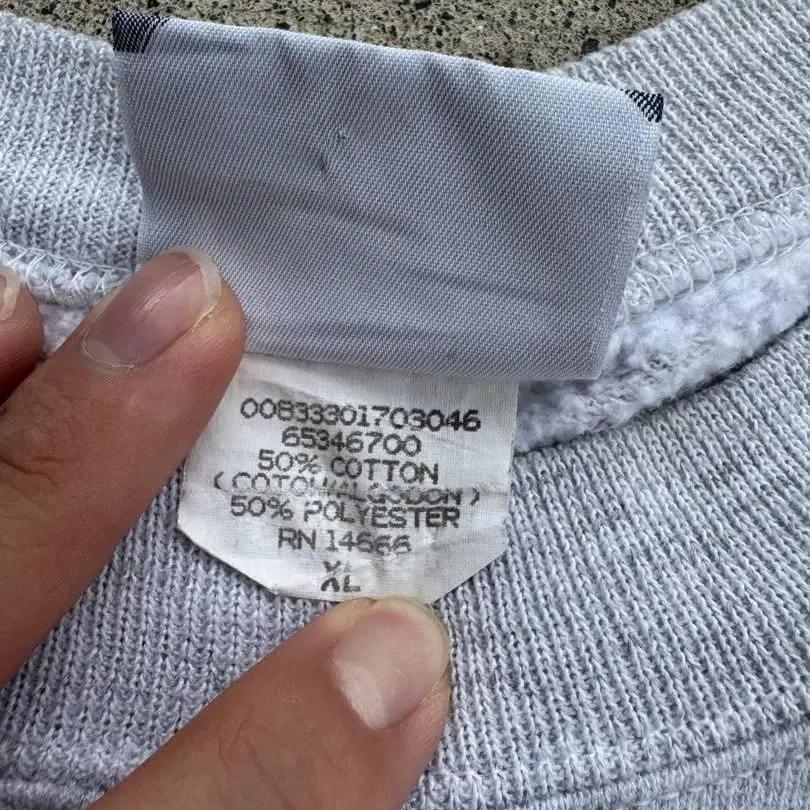 00833301703046
65346700
50% COTTON
(COTON/ALGODON)
50% POLYESTER
RN 14666
XL